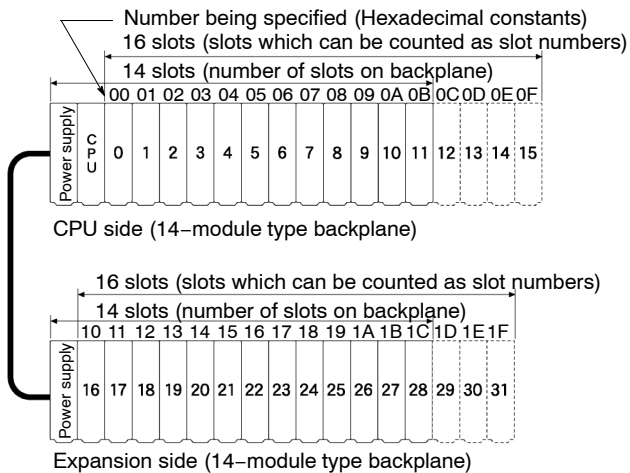 Number being specified (Hexadecimal constants)
16 slots (slots which can be counted as slot numbers)
14 slots (number of slots on backplane)
00 01 02 03 04 05 06 07 08 09 0A 0B 0C 0D 0E 0F
Power supply
CPU
0 1 2 3 4 5 6 7 8 9 10 11 12 13 14 15
CPU side (14−module type backplane)
16 slots (slots which can be counted as slot numbers)
14 slots (number of slots on backplane)
10 11 12 13 14 15 16 17 18 19 1A 1B 1C 1D 1E 1F
Power supply
16 17 18 19 20 21 22 23 24 25 26 27 28 29 30 31
Expansion side (14−module type backplane)